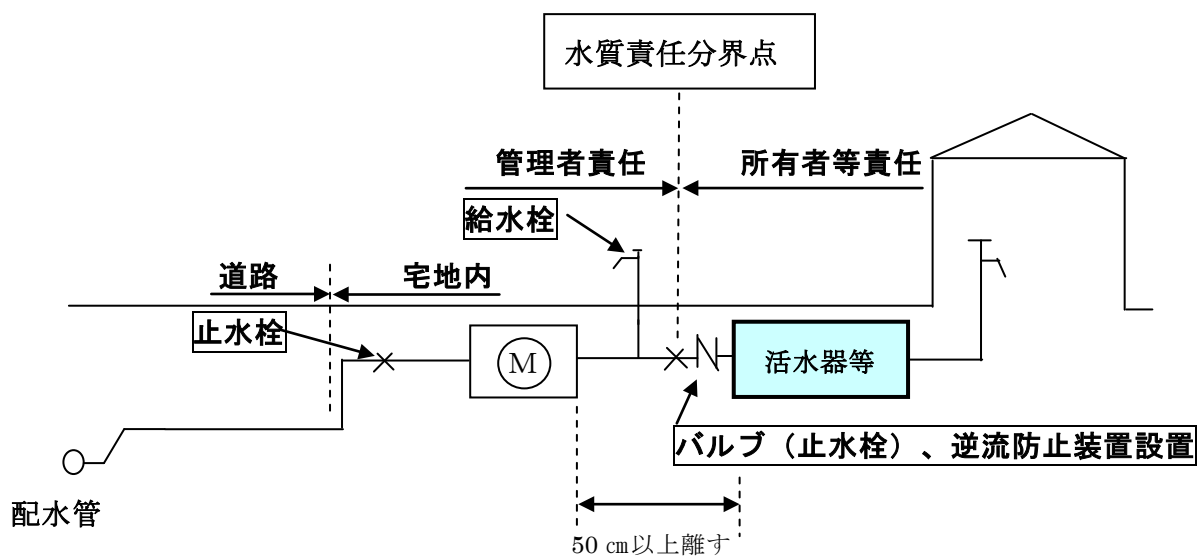 水質責任分界点
管理者責任
所有者等責任
給水栓
道路
宅地内
止水栓
M
活水器等
バルブ（止水栓）、逆流防止装置設置
配水管
50 ㎝以上離す